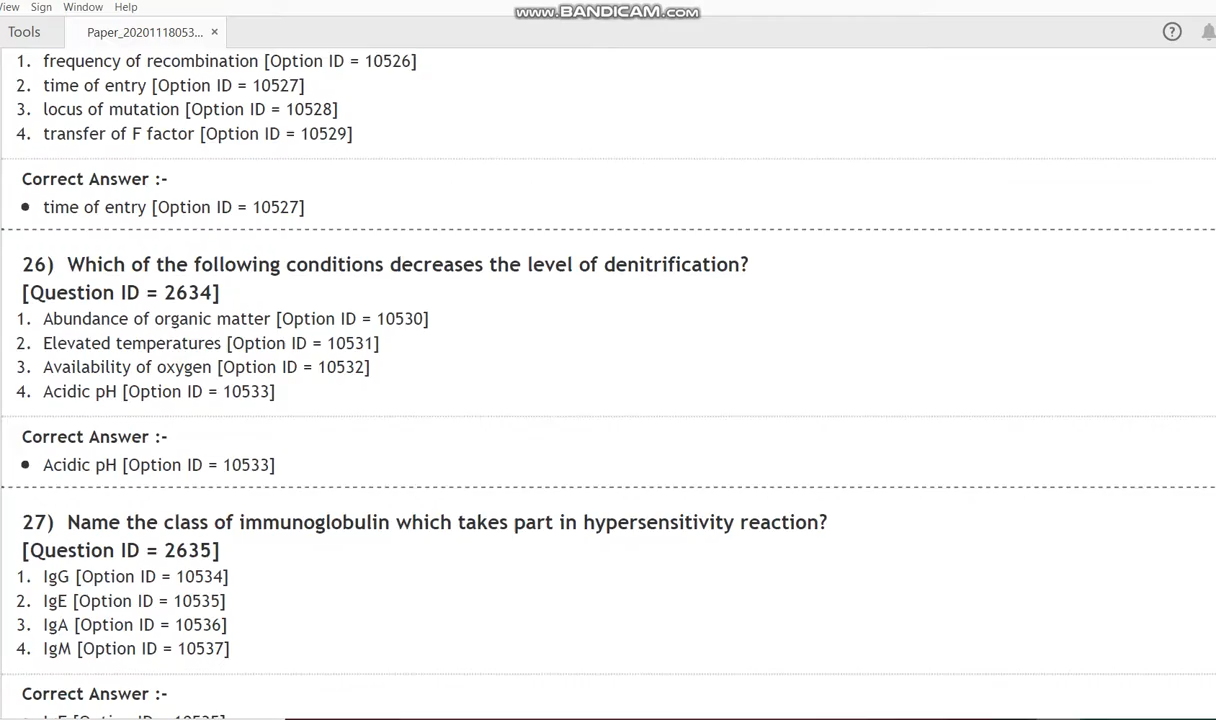 View Sign Window Help
www.BANDICAM.com
Tools
Paper_20201118053... ×
?
1. frequency of recombination [Option ID = 10526]
2. time of entry [Option ID = 10527]
3. locus of mutation [Option ID = 10528]
4. transfer of F factor [Option ID = 10529]
Correct Answer :-
• time of entry [Option ID = 10527]
26) Which of the following conditions decreases the level of denitrification?
[Question ID = 2634]
1. Abundance of organic matter [Option ID = 10530]
2. Elevated temperatures [Option ID = 10531]
3. Availability of oxygen [Option ID = 10532]
4. Acidic pH [Option ID = 10533]
Correct Answer :-
• Acidic pH [Option ID = 10533]
27) Name the class of immunoglobulin which takes part in hypersensitivity reaction?
[Question ID = 2635]
1. IgG [Option ID = 10534]
2. IgE [Option ID = 10535]
3. IgA [Option ID = 10536]
4. IgM [Option ID = 10537]
Correct Answer :-
• IgE [Option ID = 10535]